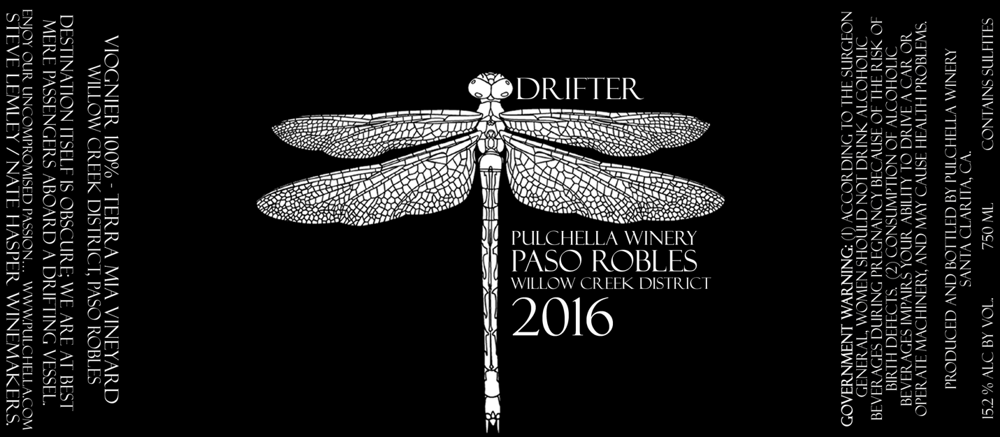 VIOGNIER 100% - TERRA MIA VINEYARD
WILLOW CREEK DISTRICT, PASO ROBLES
DESTINATION ITSELF IS OBSCURE; WE ARE AT BEST
MERE PASSENGERS ABOARD A DRIFTING VESSEL.
ENJOY OUR UNCOMPROMISED PASSION... WWW.PULCHELLA.COM
STEVE LEMLEY / NATE HASPER WINEMAKERS.
DRIFTER
PULCHELLA WINERY
PASO ROBLES
WILLOW CREEK DISTRICT
2016
GOVERNMENT WARNING: (1) ACCORDING TO THE SURGEON
GENERAL, WOMEN SHOULD NOT DRINK ALCOHOLIC
BEVERAGES DURING PREGNANCY BECAUSE OF THE RISK OF
BIRTH DEFECTS. (2) CONSUMPTION OF ALCOHOLIC
BEVERAGES IMPAIRS YOUR ABILITY TO DRIVE A CAR OR
OPERATE MACHINERY, AND MAY CAUSE HEALTH PROBLEMS.
PRODUCED AND BOTTLED BY PULCHELLA WINERY
SANTA CLARITA, CA.
15.2 % ALC BY VOL. 750 ML CONTAINS SULFITES